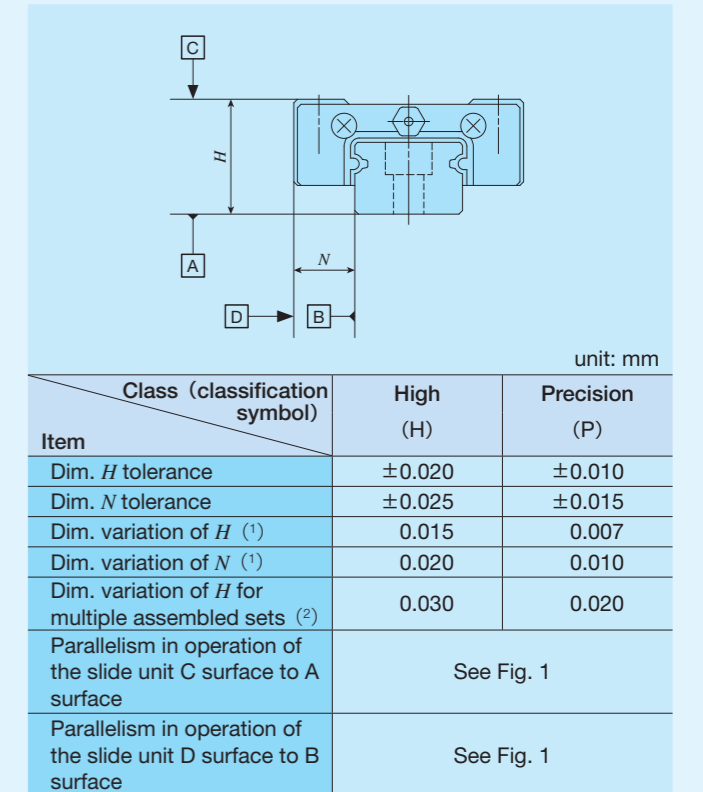 C
H
A
N
D
B
unit: mm
Class（classification
symbol）
Item
High
（H）
Precision
（P）
Dim. H tolerance
±0.020
±0.010
Dim. N tolerance
±0.025
±0.015
Dim. variation of H（¹）
0.015
0.007
Dim. variation of N（¹）
0.020
0.010
Dim. variation of H for
multiple assembled sets（²）
0.030
0.020
Parallelism in operation of
the slide unit C surface to A
surface
See Fig. 1
Parallelism in operation of
the slide unit D surface to B
surface
See Fig. 1